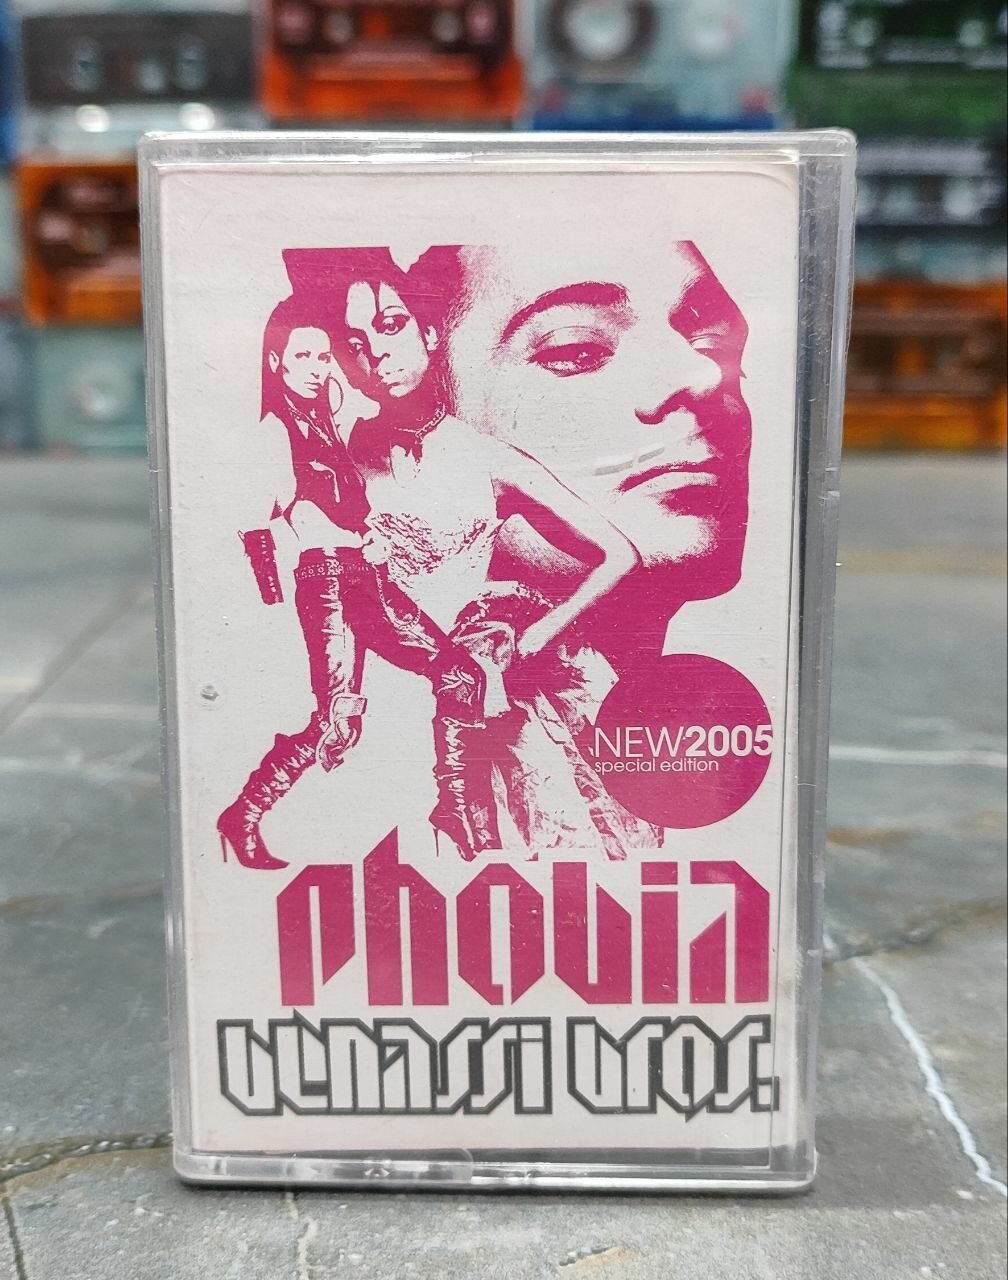 NEW2005
special edition
Phobia
benassi bros.